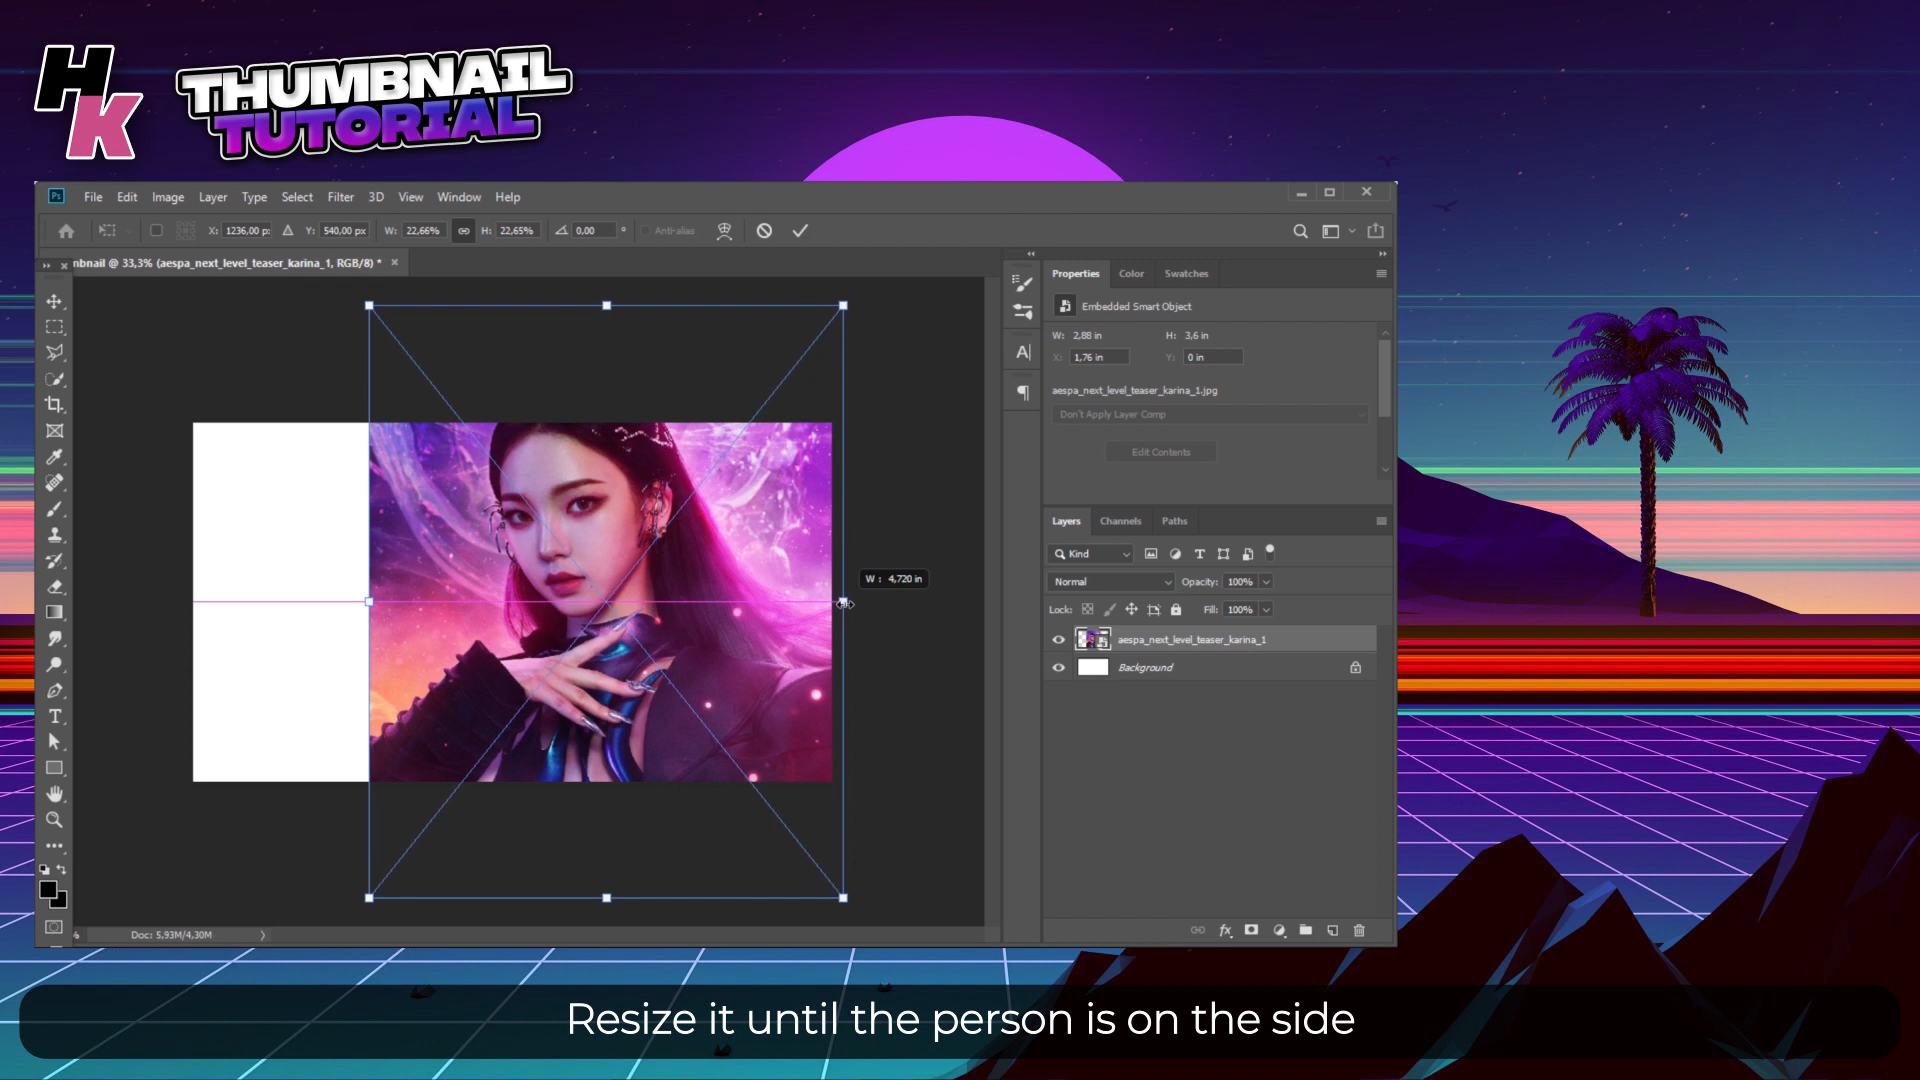 HK
THUMBNAIL
TUTORIAL
Ps File Edit Image Layer Type Select Filter 3D View Window Help
X: 1236,00 p: Y: 540,00 px W: 22,66% H: 22,65% 0,00 ° Anti-alias
nbnail @ 33,3% (aespa_next_level_teaser_karina_1, RGB/8) *
Properties Color Swatches
Embedded Smart Object
W: 2,88 in H: 3,6 in
X: 1,76 in Y: 0 in
aespa_next_level_teaser_karina_1.jpg
Don't Apply Layer Comp
Edit Contents
W : 4,720 in
Layers Channels Paths
Kind
Normal Opacity: 100%
Lock: Fill: 100%
aespa_next_level_teaser_karina_1
Background
% Doc: 5,93M/4,30M
Resize it until the person is on the side